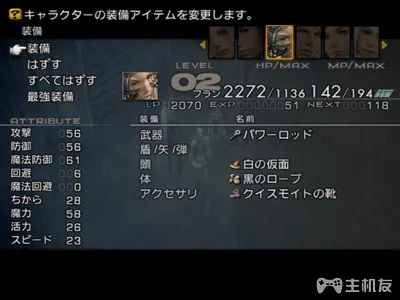 キャラクターの装備アイテムを変更します。
装備
装備
はずす
すべてはずす
最強装備
LEVEL 02
HP/MAX MP/MAX
フラン 2272/1136 142/194
LP 2070 EXP 51 NEXT 118
ATTRIBUTE
攻撃 056
防御 056
魔法防御 061
回避 006
魔法回避 000
ちから 28
魔力 58
活力 26
スピード 23
装備 名前
武器 パワーロッド
盾/矢/弾
頭 白の仮面
体 黒のローブ
アクセサリ クイスモイトの靴
主机友